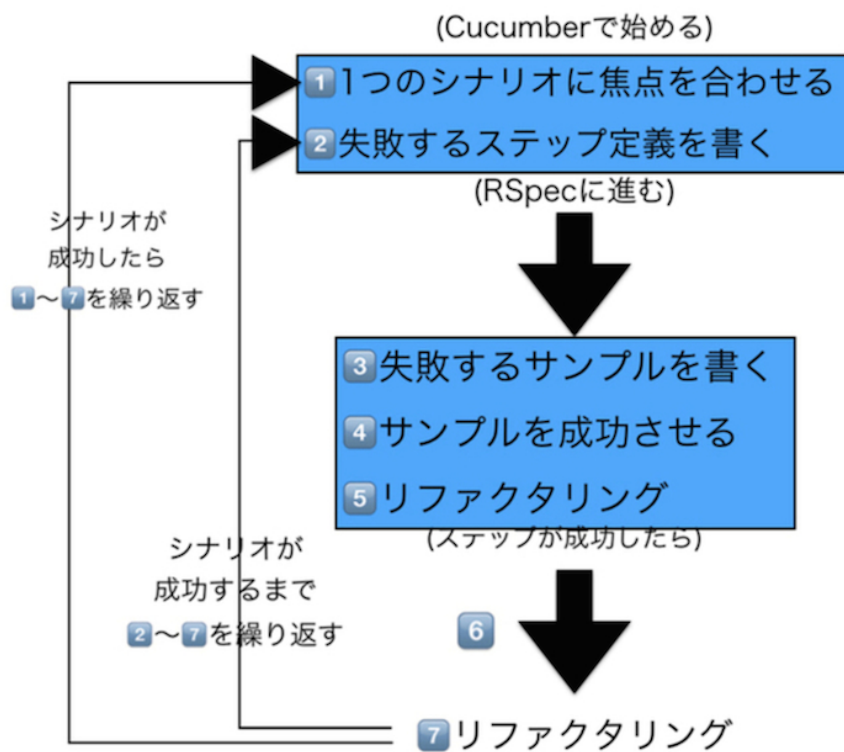 (Cucumberで始める)
1️⃣1つのシナリオに焦点を合わせる
2️⃣失敗するステップ定義を書く
(RSpecに進む)
シナリオが
成功したら
1️⃣〜7️⃣を繰り返す
3️⃣失敗するサンプルを書く
4️⃣サンプルを成功させる
5️⃣リファクタリング
(ステップが成功したら)
シナリオが
成功するまで
2️⃣〜7️⃣を繰り返す
6️⃣
7️⃣リファクタリング